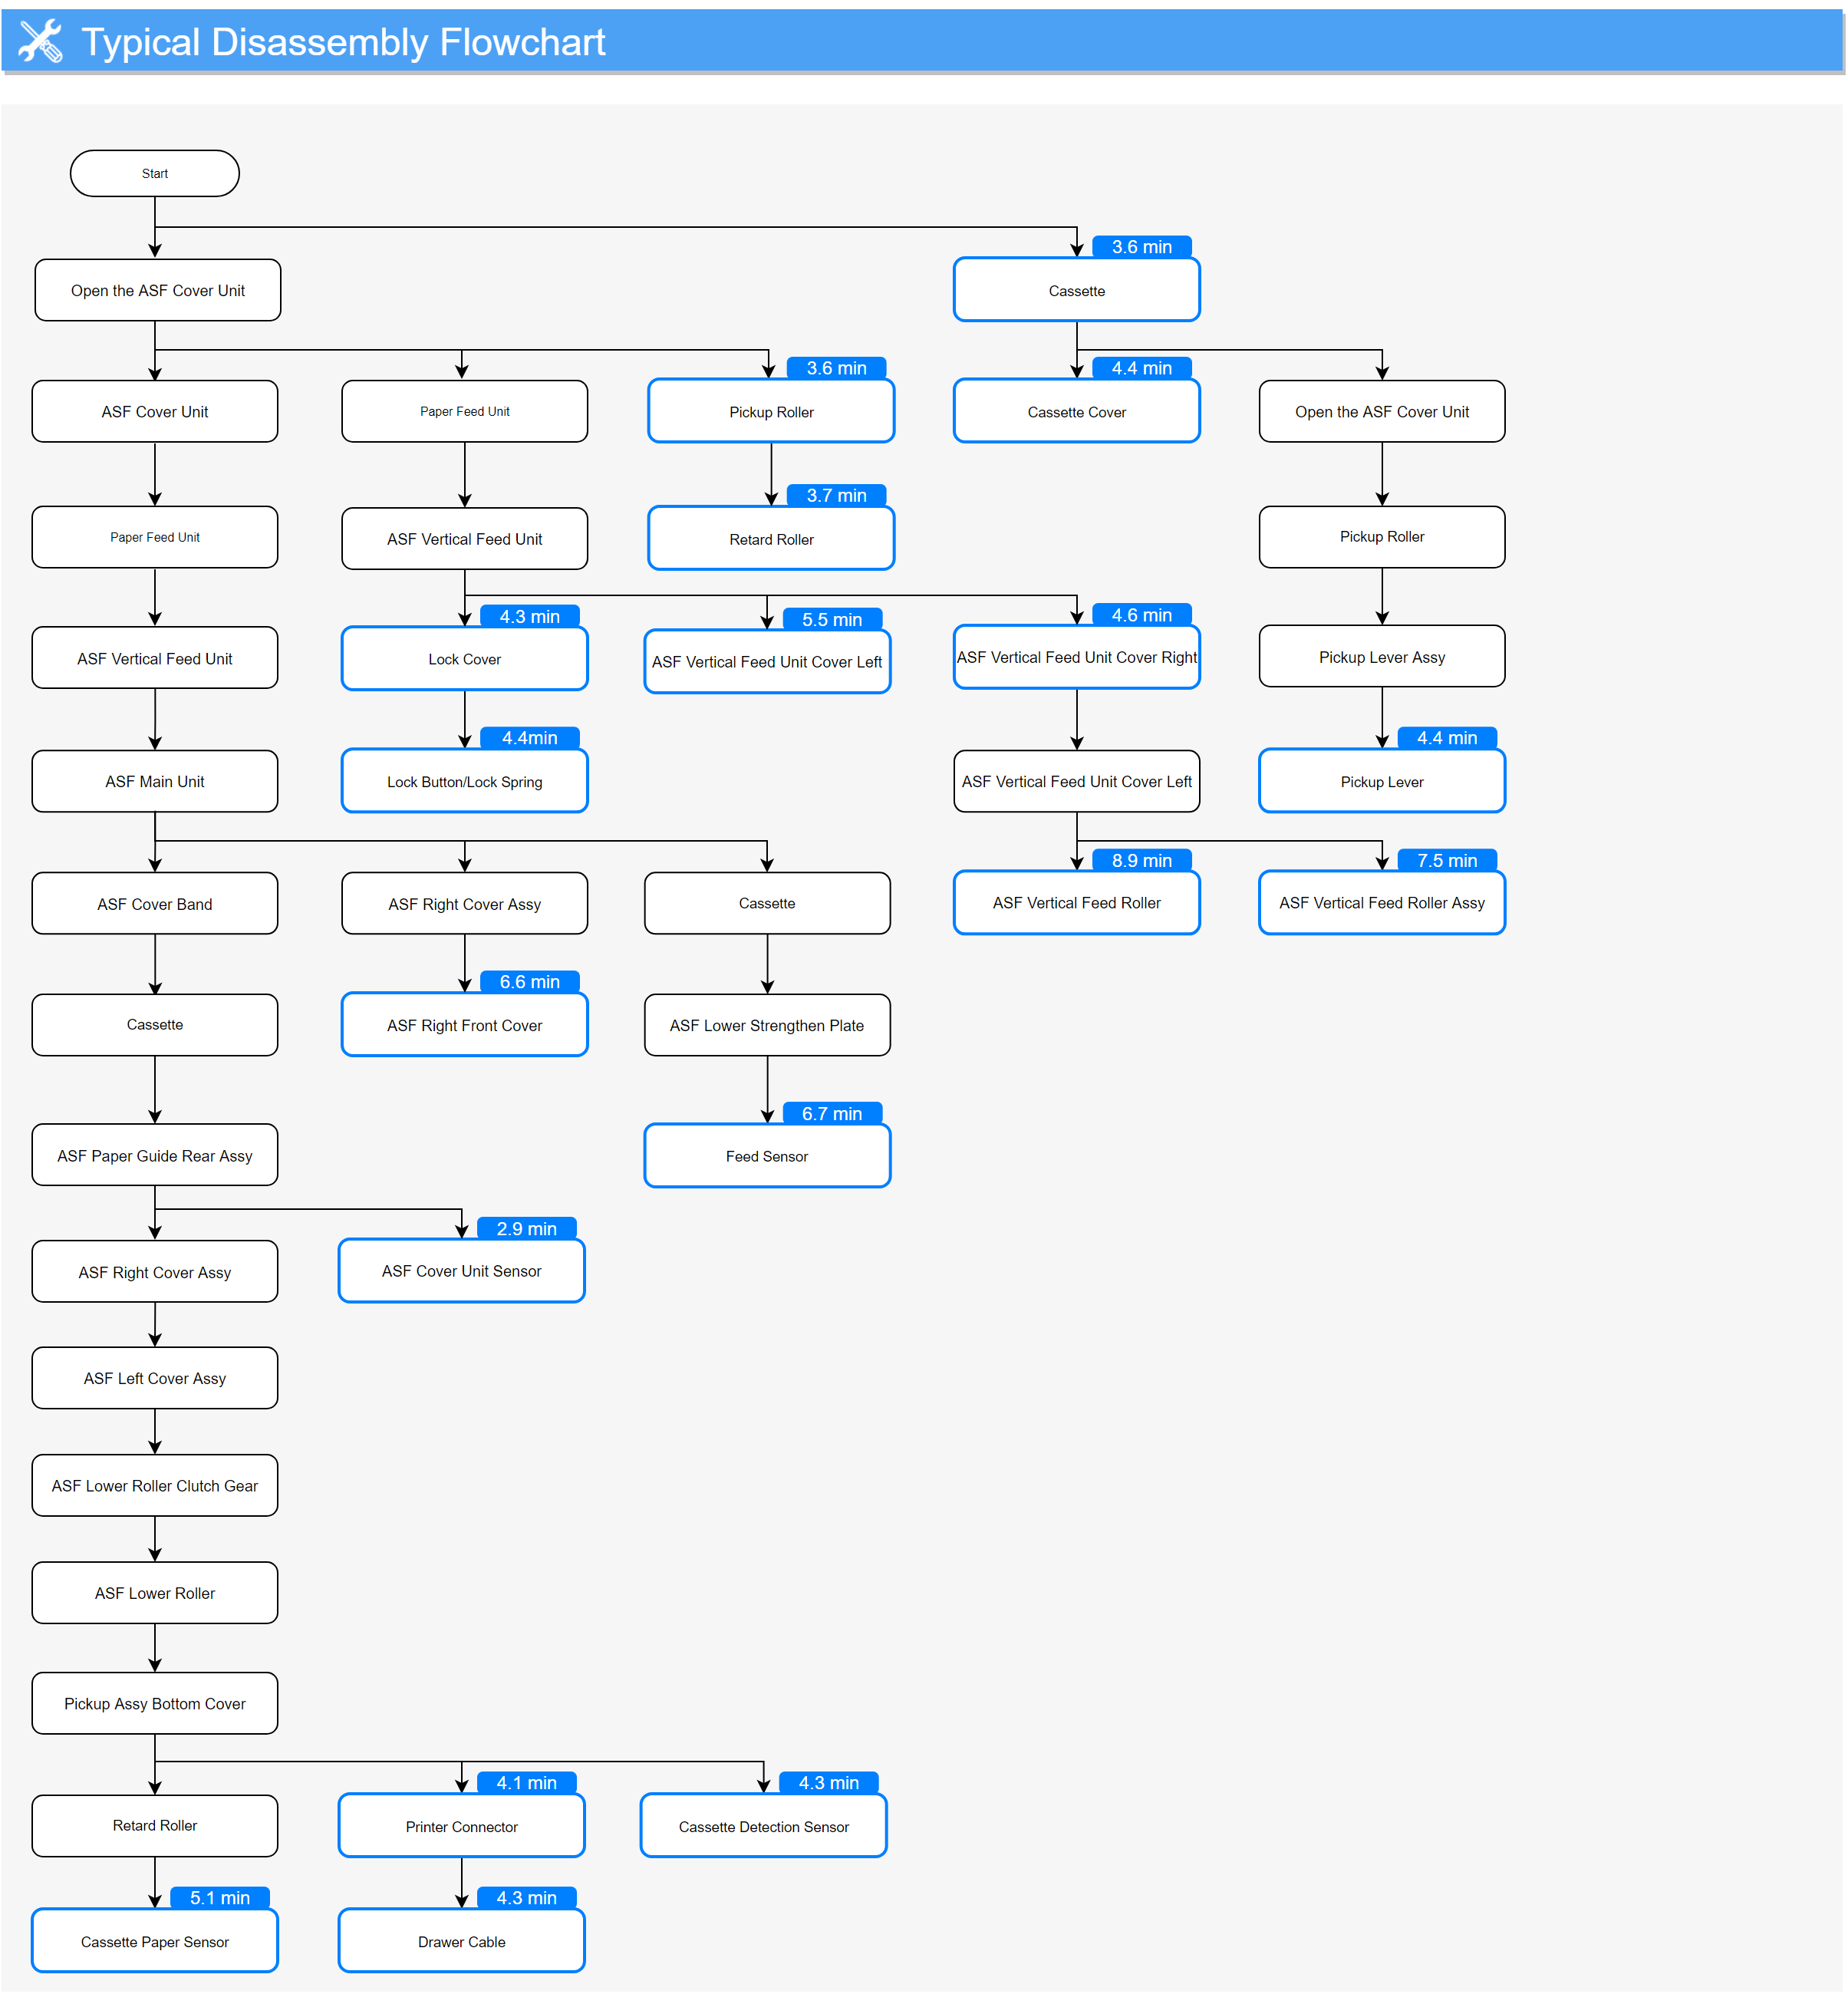 Typical Disassembly Flowchart
Start
3.6 min
Open the ASF Cover Unit
Cassette
3.6 min
4.4 min
ASF Cover Unit
Paper Feed Unit
Pickup Roller
Cassette Cover
Open the ASF Cover Unit
3.7 min
Paper Feed Unit
ASF Vertical Feed Unit
Retard Roller
Pickup Roller
4.3 min
5.5 min
4.6 min
ASF Vertical Feed Unit
Lock Cover
ASF Vertical Feed Unit Cover Left
ASF Vertical Feed Unit Cover Right
Pickup Lever Assy
4.4min
4.4 min
ASF Main Unit
Lock Button/Lock Spring
ASF Vertical Feed Unit Cover Left
Pickup Lever
8.9 min
7.5 min
ASF Cover Band
ASF Right Cover Assy
Cassette
ASF Vertical Feed Roller
ASF Vertical Feed Roller Assy
6.6 min
Cassette
ASF Right Front Cover
ASF Lower Strengthen Plate
6.7 min
ASF Paper Guide Rear Assy
Feed Sensor
2.9 min
ASF Right Cover Assy
ASF Cover Unit Sensor
ASF Left Cover Assy
ASF Lower Roller Clutch Gear
ASF Lower Roller
Pickup Assy Bottom Cover
4.1 min
4.3 min
Retard Roller
Printer Connector
Cassette Detection Sensor
5.1 min
4.3 min
Cassette Paper Sensor
Drawer Cable